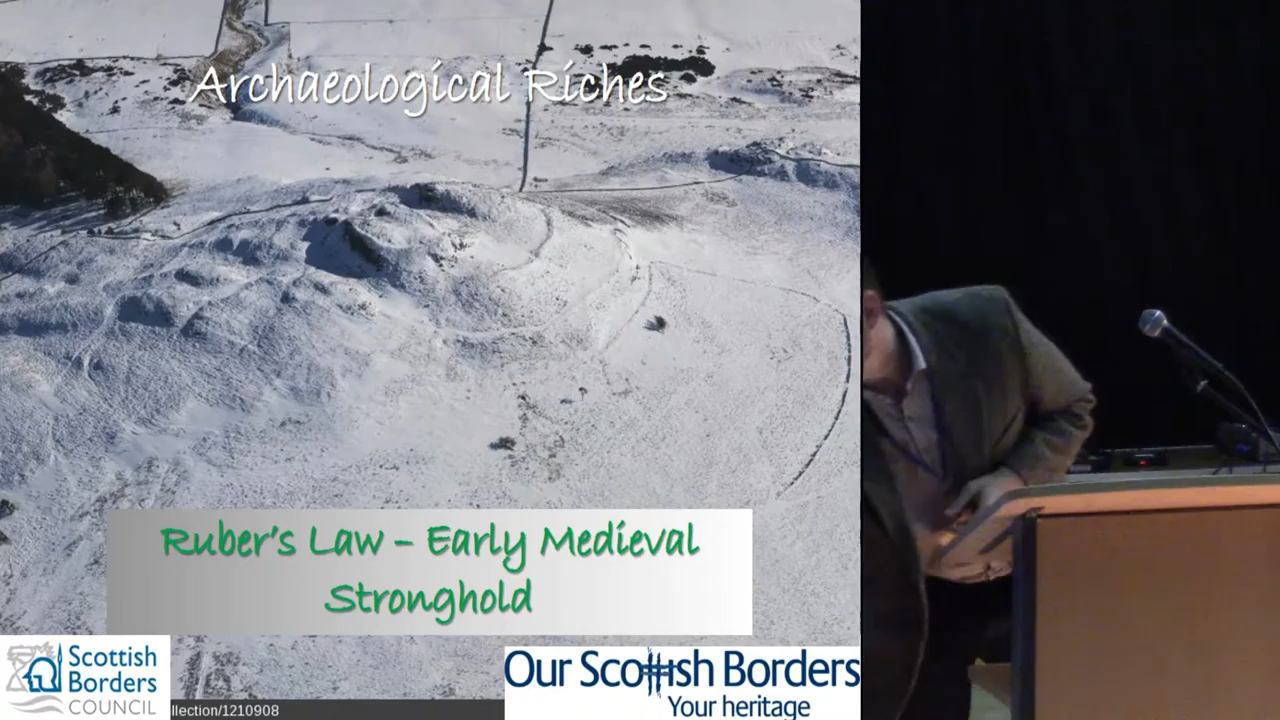 Archaeological Riches
Ruber's Law – Early Medieval
Stronghold
Scottish
Borders
COUNCIL
llection/1210908
Our Scottish Borders
Your heritage